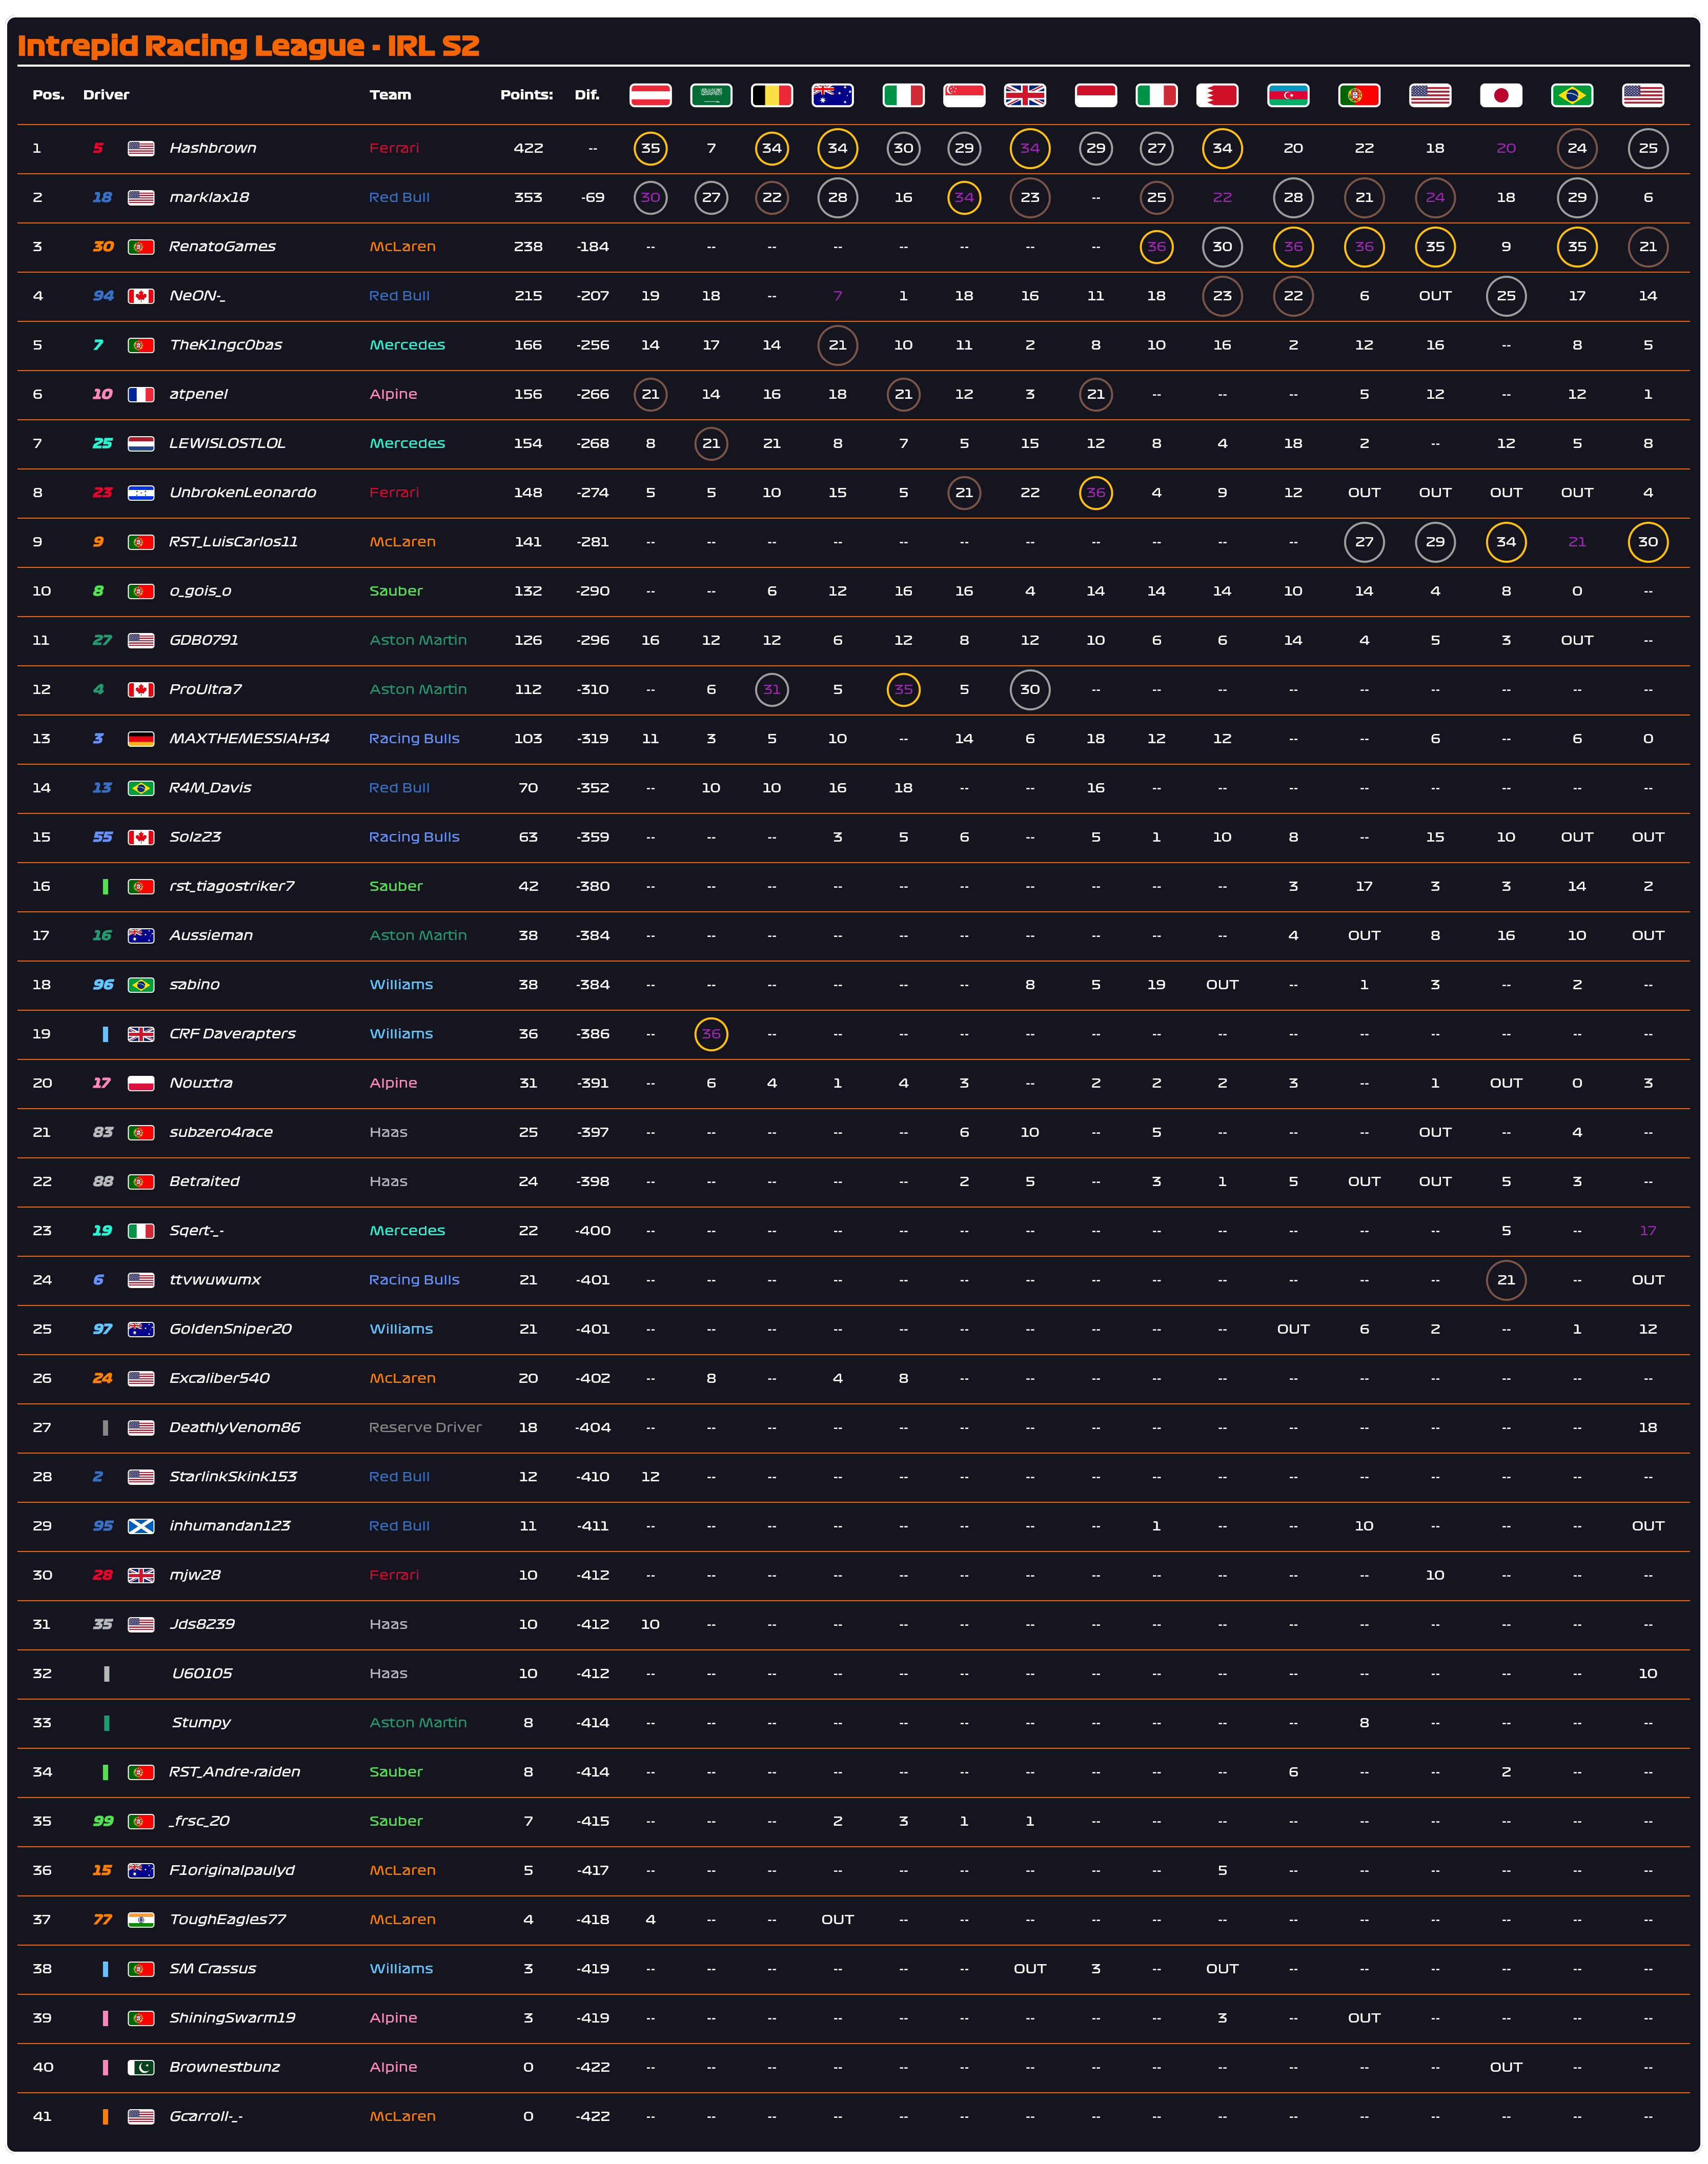 Intrepid Racing League - IRL S2
Pos. Driver Team Points: Dif.
1 5 Hashbrown Ferrari 422 -- 35 7 34 34 30 29 34 29 27 34 20 22 18 20 24 25
2 18 marklax18 Red Bull 353 -69 30 27 22 28 16 34 23 -- 25 22 28 21 24 18 29 6
3 30 RenatoGames McLaren 238 -184 -- -- -- -- -- -- -- -- 36 30 36 36 35 9 35 21
4 94 NeON-_ Red Bull 215 -207 19 18 -- 7 1 18 16 11 18 23 22 6 OUT 25 17 14
5 7 TheK1ngc0bas Mercedes 166 -256 14 17 14 21 10 11 2 8 10 16 2 12 16 -- 8 5
6 10 atpenel Alpine 156 -266 21 14 16 18 21 12 3 21 -- -- -- 5 12 -- 12 1
7 25 LEWISLOSTLOL Mercedes 154 -268 8 21 21 8 7 5 15 12 8 4 18 2 -- 12 5 8
8 23 UnbrokenLeonardo Ferrari 148 -274 5 5 10 15 5 21 22 36 4 9 12 OUT OUT OUT OUT 4
9 9 RST_LuisCarlos11 McLaren 141 -281 -- -- -- -- -- -- -- -- -- -- -- 27 29 34 21 30
10 8 o_gois_o Sauber 132 -290 -- -- 6 12 16 16 4 14 14 14 10 14 4 8 0 --
11 27 GDB0791 Aston Martin 126 -296 16 12 12 6 12 8 12 10 6 6 14 4 5 3 OUT --
12 4 ProUltra7 Aston Martin 112 -310 -- 6 31 5 35 5 30 -- -- -- -- -- -- -- -- --
13 3 MAXTHEMESSIAH34 Racing Bulls 103 -319 11 3 5 10 -- 14 6 18 12 12 -- -- 6 -- 6 0
14 13 R4M_Davis Red Bull 70 -352 -- 10 10 16 18 -- -- 16 -- -- -- -- -- -- -- --
15 55 Solz23 Racing Bulls 63 -359 -- -- -- 3 5 6 -- 5 1 10 8 -- 15 10 OUT OUT
16 rst_tiagostriker7 Sauber 42 -380 -- -- -- -- -- -- -- -- -- -- 3 17 3 3 14 2
17 16 Aussieman Aston Martin 38 -384 -- -- -- -- -- -- -- -- -- -- 4 OUT 8 16 10 OUT
18 96 sabino Williams 38 -384 -- -- -- -- -- -- 8 5 19 OUT -- 1 3 -- 2 --
19 CRF Daverapters Williams 36 -386 -- 36 -- -- -- -- -- -- -- -- -- -- -- -- -- --
20 17 Nouxtra Alpine 31 -391 -- 6 4 1 4 3 -- 2 2 2 3 -- 1 OUT 0 3
21 83 subzero4race Haas 25 -397 -- -- -- -- -- 6 10 -- 5 -- -- -- OUT -- 4 --
22 88 Betraited Haas 24 -398 -- -- -- -- -- 2 5 -- 3 1 5 OUT OUT 5 3 --
23 19 Sqert-_- Mercedes 22 -400 -- -- -- -- -- -- -- -- -- -- -- -- -- 5 -- 17
24 6 ttvwuwumx Racing Bulls 21 -401 -- -- -- -- -- -- -- -- -- -- -- -- -- 21 -- OUT
25 97 GoldenSniper20 Williams 21 -401 -- -- -- -- -- -- -- -- -- -- OUT 6 2 -- 1 12
26 24 Excaliber540 McLaren 20 -402 -- 8 -- 4 8 -- -- -- -- -- -- -- -- -- -- --
27 DeathlyVenom86 Reserve Driver 18 -404 -- -- -- -- -- -- -- -- -- -- -- -- -- -- -- 18
28 2 StarlinkSkink153 Red Bull 12 -410 12 -- -- -- -- -- -- -- -- -- -- -- -- -- -- --
29 95 inhumandan123 Red Bull 11 -411 -- -- -- -- -- -- -- -- 1 -- -- 10 -- -- -- OUT
30 28 mjw28 Ferrari 10 -412 -- -- -- -- -- -- -- -- -- -- -- -- 10 -- -- --
31 35 Jds8239 Haas 10 -412 10 -- -- -- -- -- -- -- -- -- -- -- -- -- -- --
32 U60105 Haas 10 -412 -- -- -- -- -- -- -- -- -- -- -- -- -- -- -- 10
33 Stumpy Aston Martin 8 -414 -- -- -- -- -- -- -- -- -- -- -- 8 -- -- -- --
34 RST_Andre-raiden Sauber 8 -414 -- -- -- -- -- -- -- -- -- -- 6 -- -- 2 -- --
35 99 _frsc_20 Sauber 7 -415 -- -- -- 2 3 1 1 -- -- -- -- -- -- -- -- --
36 15 F1originalpaulyd McLaren 5 -417 -- -- -- -- -- -- -- -- -- 5 -- -- -- -- -- --
37 77 ToughEagles77 McLaren 4 -418 4 -- -- OUT -- -- -- -- -- -- -- -- -- -- -- --
38 SM Crassus Williams 3 -419 -- -- -- -- -- -- OUT 3 -- OUT -- -- -- -- -- --
39 ShiningSwarm19 Alpine 3 -419 -- -- -- -- -- -- -- -- -- 3 -- OUT -- -- -- --
40 Brownestbunz Alpine 0 -422 -- -- -- -- -- -- -- -- -- -- -- -- -- OUT -- --
41 Gcarroll-_- McLaren 0 -422 -- -- -- -- -- -- -- -- -- -- -- -- -- -- -- --